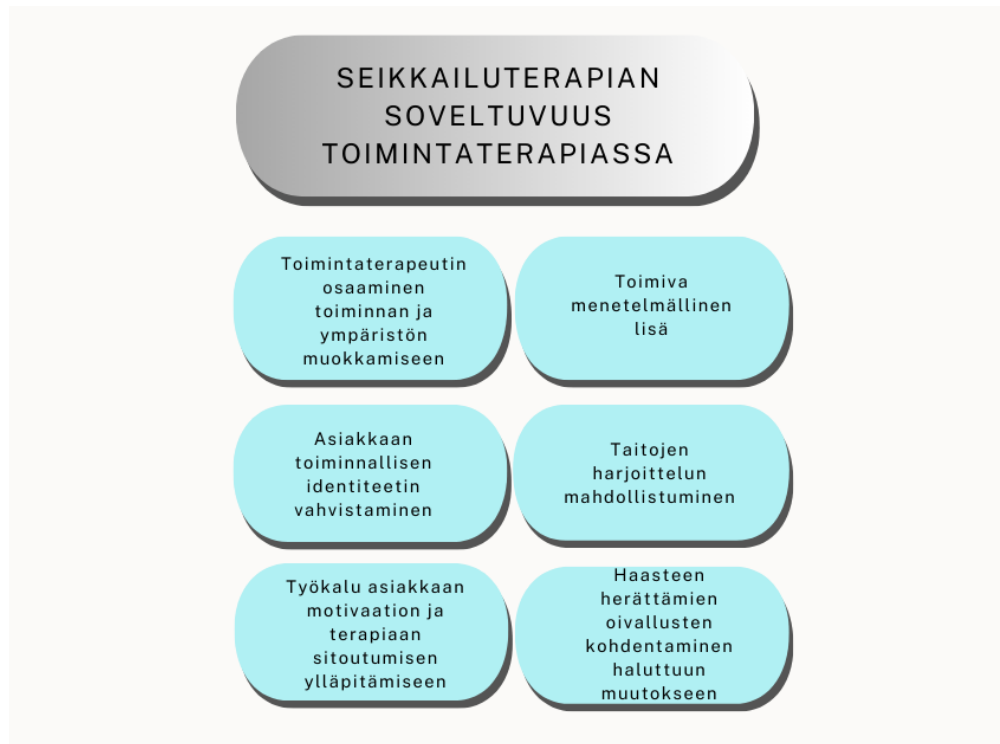 SEIKKAILUTERAPIAN
SOVELTUVUUS
TOIMINTATERAPIASSA
Toimintaterapeutin
osaaminen
toiminnan ja
ympäristön
muokkamiseen
Toimiva
menetelmällinen
lisä
Asiakkaan
toiminnallisen
identiteetin
vahvistaminen
Taitojen
harjoittelun
mahdollistuminen
Työkalu asiakkaan
motivaation ja
terapiaan
sitoutumisen
ylläpitämiseen
Haasteen
herättämien
oivallusten
kohdentaminen
haluttuun
muutokseen